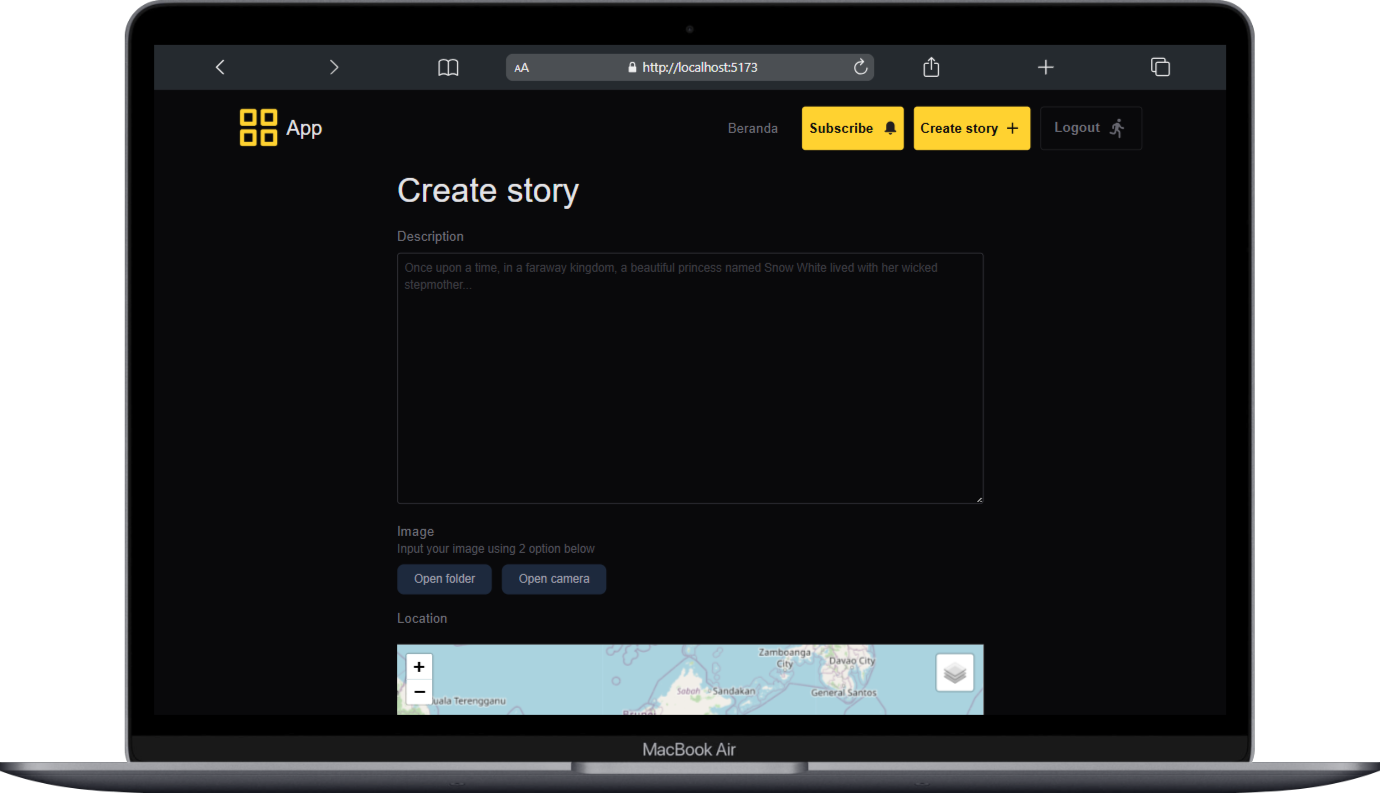 AA
http://localhost:5173
App
Beranda
Subscribe
Create story +
Logout
Create story
Description
Once upon a time, in a faraway kingdom, a beautiful princess named Snow White lived with her wicked
stepmother...
Image
Input your image using 2 option below
Open folder
Open camera
Location
+
−
Zamboanga
City
Davao City
Sabah
Sandakan
General Santos
uala Terengganu
Brunei
MacBook Air